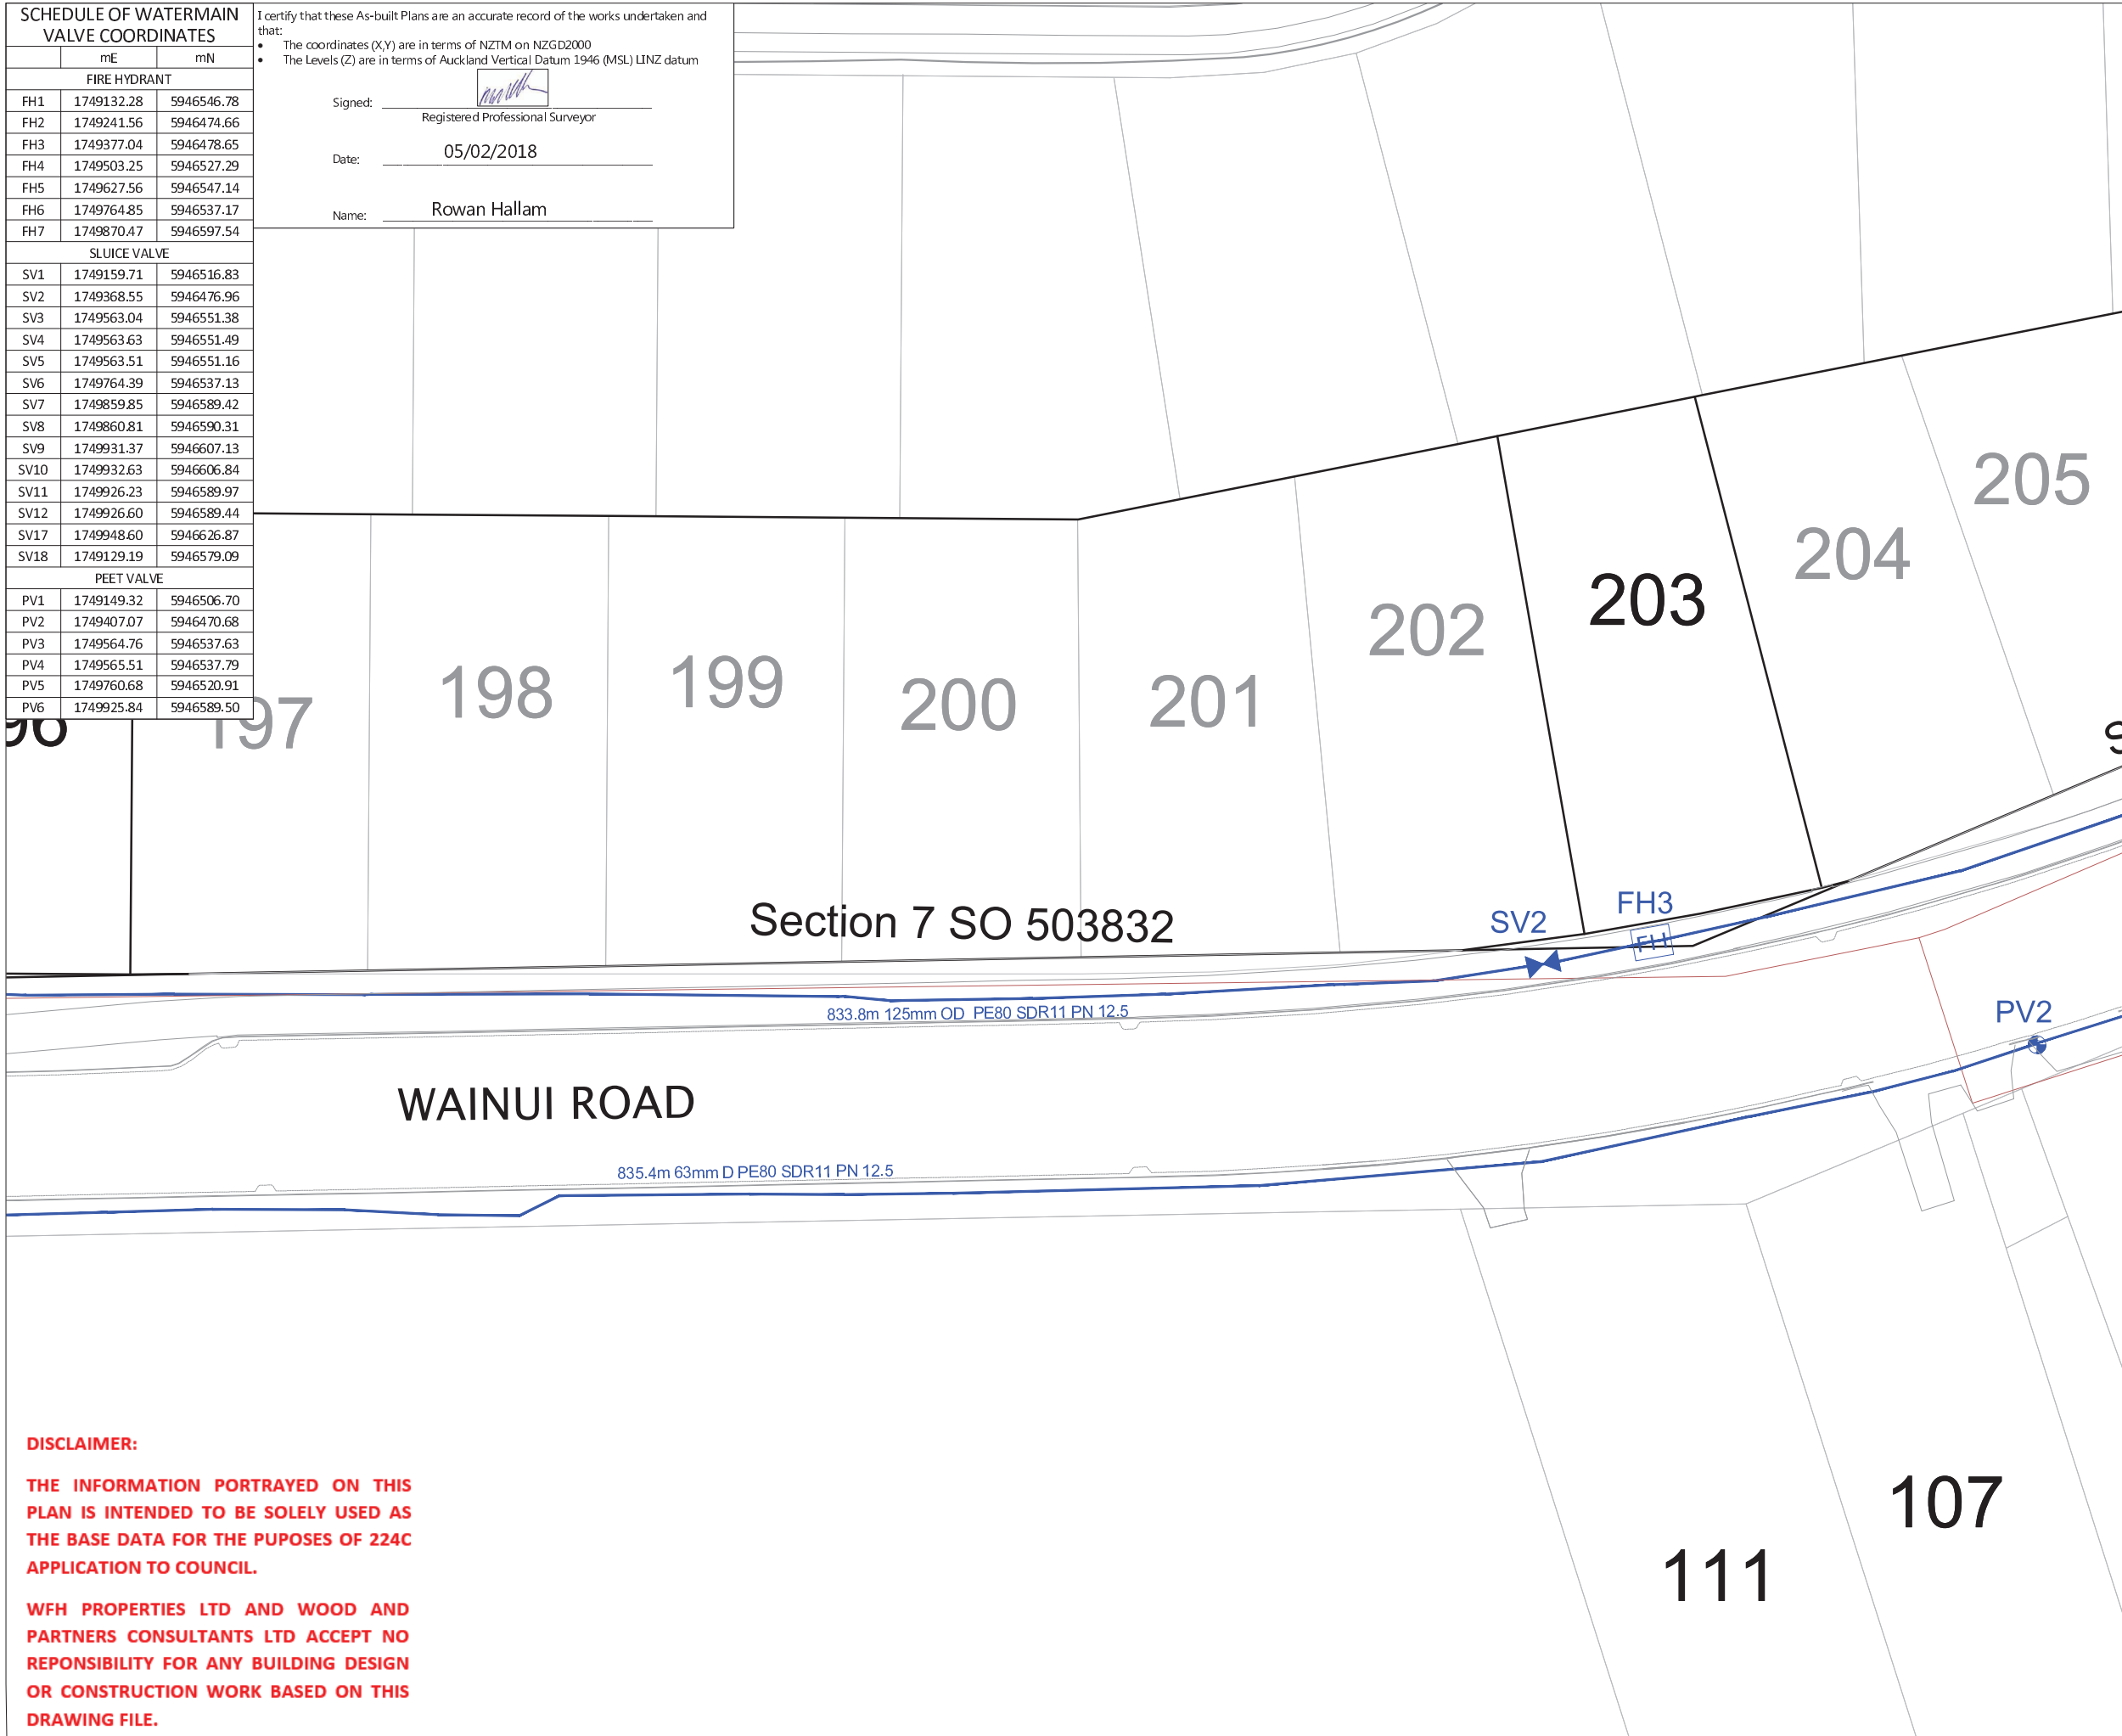 SCHEDULE OF WATERMAIN
VALVE COORDINATES
mE mN
FIRE HYDRANT
FH1 1749132.28 5946546.78
FH2 1749241.56 5946474.66
FH3 1749377.04 5946478.65
FH4 1749503.25 5946527.29
FH5 1749627.56 5946547.14
FH6 1749764.85 5946537.17
FH7 1749870.47 5946597.54
SLUICE VALVE
SV1 1749159.71 5946516.83
SV2 1749368.55 5946476.96
SV3 1749563.04 5946551.38
SV4 1749563.63 5946551.49
SV5 1749563.51 5946551.16
SV6 1749764.39 5946537.13
SV7 1749859.85 5946589.42
SV8 1749860.81 5946590.31
SV9 1749931.37 5946607.13
SV10 1749932.63 5946606.84
SV11 1749926.23 5946589.97
SV12 1749926.60 5946589.44
SV17 1749948.60 5946626.87
SV18 1749129.19 5946579.09
PEET VALVE
PV1 1749149.32 5946506.70
PV2 1749407.07 5946470.68
PV3 1749564.76 5946537.63
PV4 1749565.51 5946537.79
PV5 1749760.68 5946520.91
PV6 1749925.84 5946589.50
I certify that these As-built Plans are an accurate record of the works undertaken and
that:
• The coordinates (X,Y) are in terms of NZTM on NZGD2000
• The Levels (Z) are in terms of Auckland Vertical Datum 1946 (MSL) LINZ datum
Signed:
Registered Professional Surveyor
Date: 05/02/2018
Name: Rowan Hallam
205
204
203
202
201
200
199
198
197
96
Section 7 SO 503832
SV2
FH3
FH
PV2
833.8m 125mm OD PE80 SDR11 PN 12.5
WAINUI ROAD
835.4m 63mm D PE80 SDR11 PN 12.5
107
111
DISCLAIMER:
THE INFORMATION PORTRAYED ON THIS
PLAN IS INTENDED TO BE SOLELY USED AS
THE BASE DATA FOR THE PUPOSES OF 224C
APPLICATION TO COUNCIL.
WFH PROPERTIES LTD AND WOOD AND
PARTNERS CONSULTANTS LTD ACCEPT NO
REPONSIBILITY FOR ANY BUILDING DESIGN
OR CONSTRUCTION WORK BASED ON THIS
DRAWING FILE.